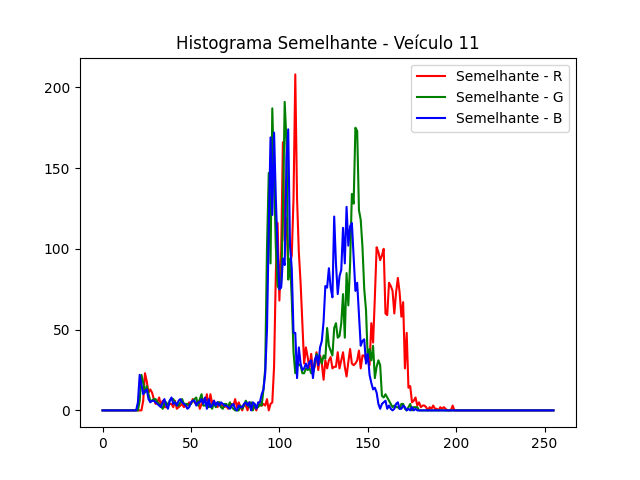 Histograma Semelhante - Veículo 11
Semelhante - R
Semelhante - G
Semelhante - B
200
150
100
50
0
0 50 100 150 200 250